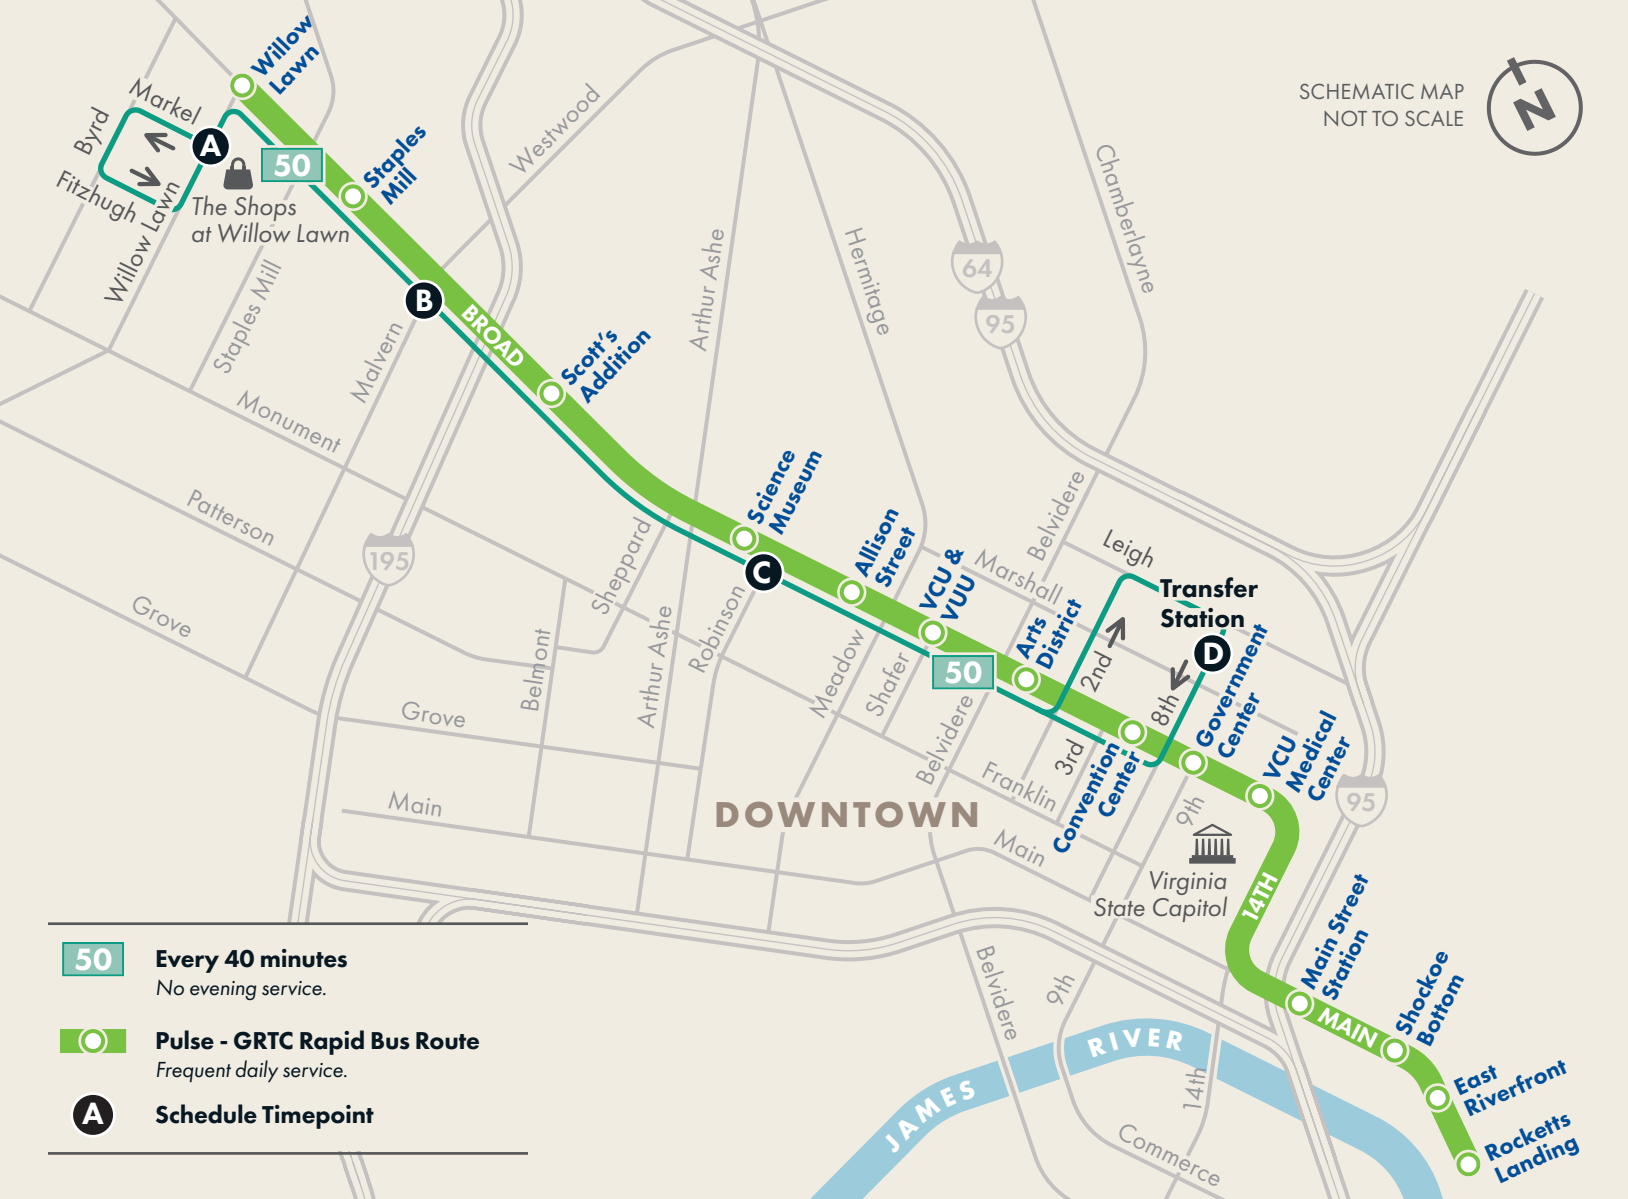 Willow
Lawn
SCHEMATIC MAP
NOT TO SCALE
N
Markel
Byrd
A
50
Fitzhugh
Willow Lawn
The Shops
at Willow Lawn
Staples
Mill
Westwood
Chamberlayne
Staples Mill
B
BROAD
Malvern
Arthur Ashe
Hermitage
64
95
Scott's
Addition
Monument
Patterson
195
Grove
Science
Museum
C
Allison
Street
VCU &
VUU
Belvidere
Marshall
Leigh
Transfer
Station
D
Sheppard
Robinson
Arthur Ashe
Belmont
Meadow
Shafer
50
Arts
District
2nd
8th
Government
Center
Belvidere
3rd
Convention
Center
VCU
Medical
Center
95
Grove
Franklin
9th
Main
DOWNTOWN
Main
Virginia
State Capitol
14TH
Main Street
Station
Shockoe
Bottom
MAIN
Belvidere
9th
JAMES
RIVER
14th
Commerce
East
Riverfront
Rocketts
Landing
50
Every 40 minutes
No evening service.
Pulse - GRTC Rapid Bus Route
Frequent daily service.
A
Schedule Timepoint